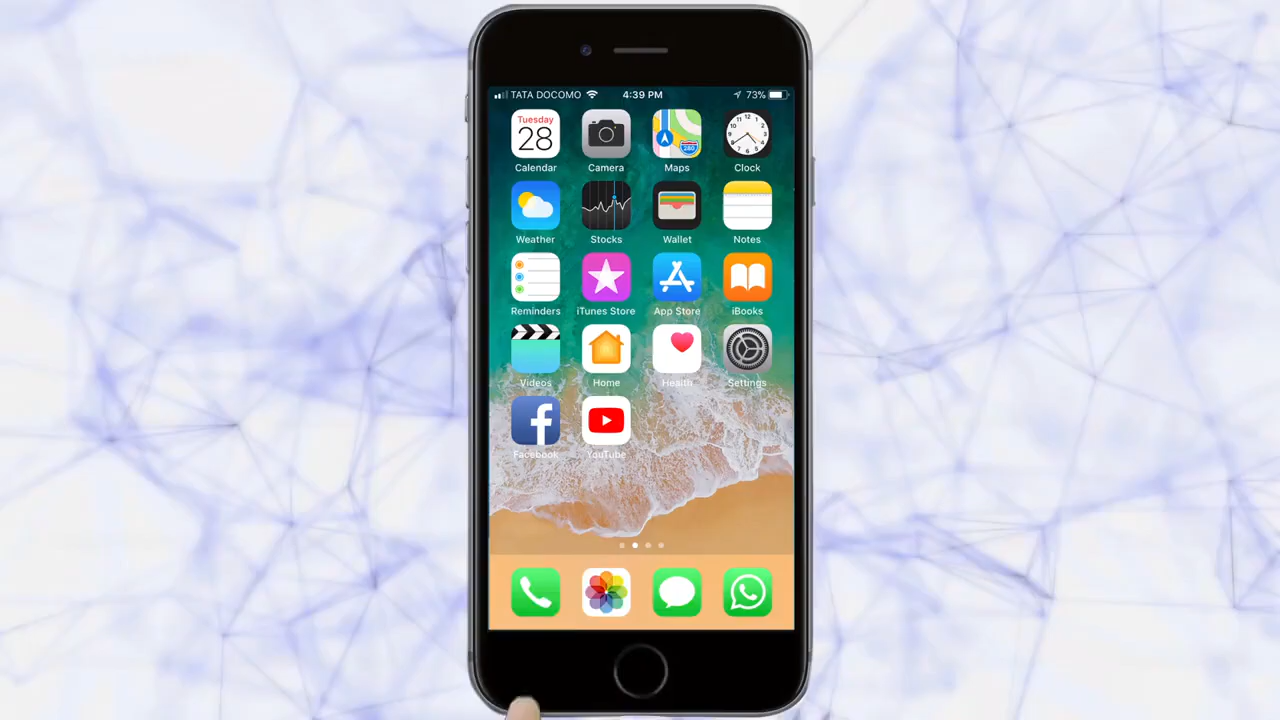 TATA DOCOMO 4:39 PM 73%
Tuesday
28
Calendar Camera Maps Clock
Weather Stocks Wallet Notes
Reminders iTunes Store App Store iBooks
Videos Home Health Settings
Facebook YouTube